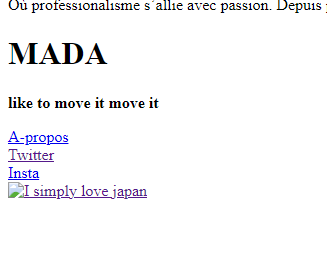 Où professionalisme s'allie avec passion. Depuis
MADA
like to move it move it
A-propos
Twitter
Insta
I simply love japan